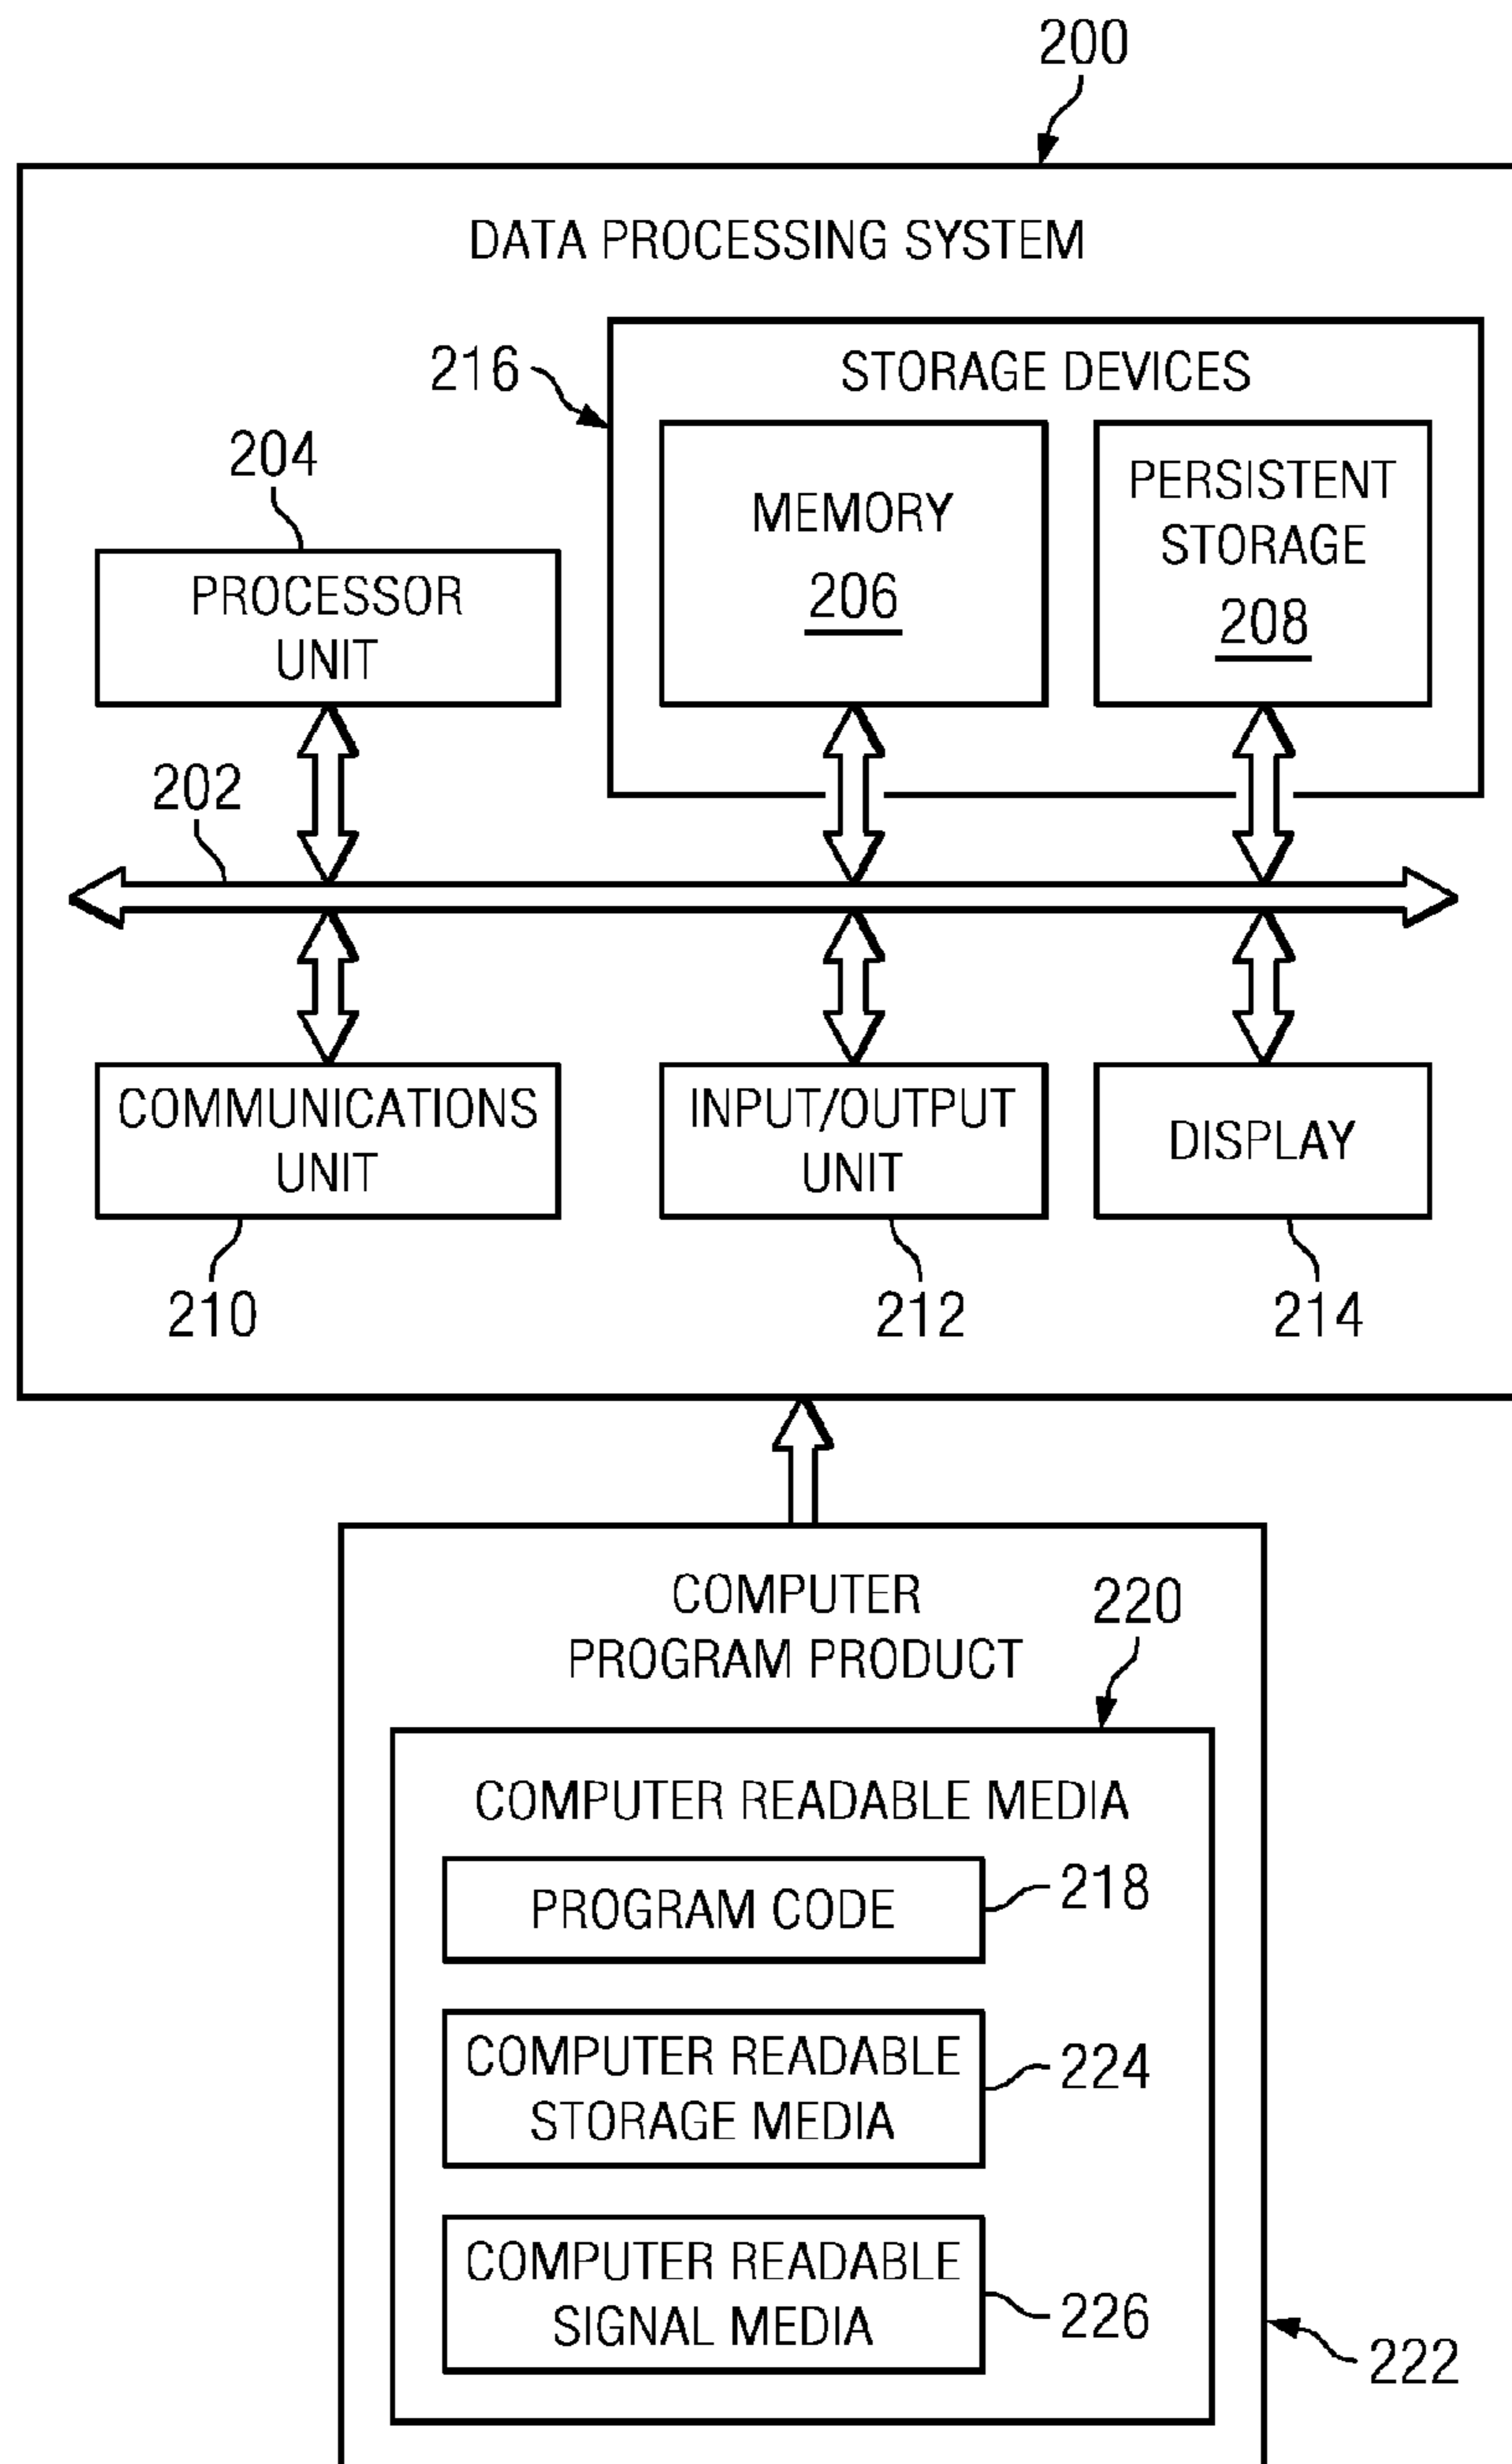 200
DATA PROCESSING SYSTEM
216
STORAGE DEVICES
204
MEMORY
206
PERSISTENT
STORAGE
208
PROCESSOR
UNIT
202
COMMUNICATIONS
UNIT
INPUT/OUTPUT
UNIT
DISPLAY
210
212
214
COMPUTER
PROGRAM PRODUCT
220
COMPUTER READABLE MEDIA
PROGRAM CODE
218
COMPUTER READABLE
STORAGE MEDIA
224
COMPUTER READABLE
SIGNAL MEDIA
226
222